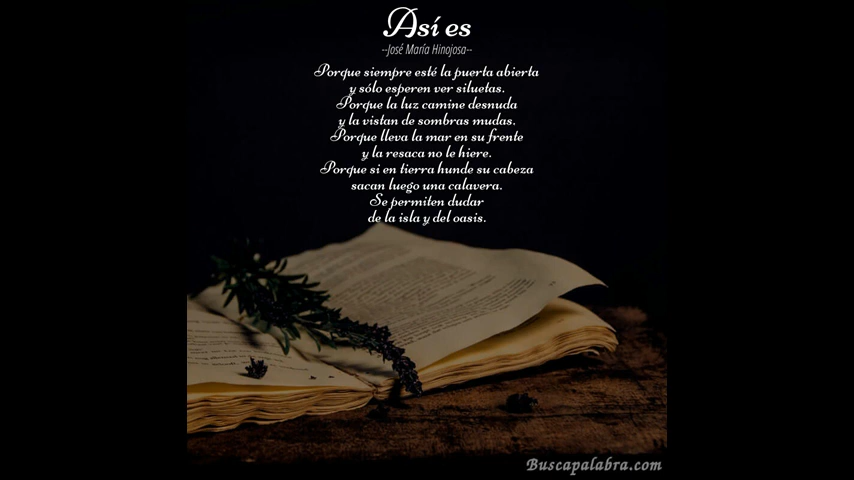 Así es
--José María Hinojosa--
Porque siempre esté la puerta abierta
y sólo esperen ver siluetas.
Porque la luz camine desnuda
y la vistan de sombras mudas.
Porque lleva la mar en su frente
y la resaca no le hiere.
Porque si en tierra hunde su cabeza
sacan luego una calavera.
Se permiten dudar
de la isla y del oasis.
Buscapalabra.com